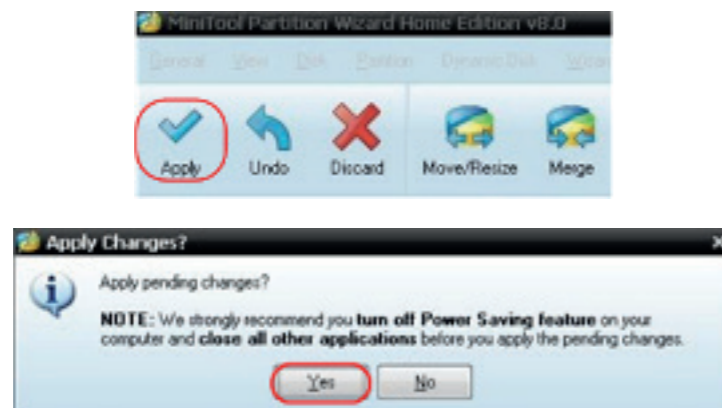 MiniTool Partition Wizard Home Edition v8.0
General View Disk Partition Dynamic Disk
Apply Undo Discard Move/Resize Merge
Apply Changes?
Apply pending changes?
NOTE: We strongly recommend you turn off Power Saving feature on your
computer and close all other applications before you apply the pending changes.
Yes No